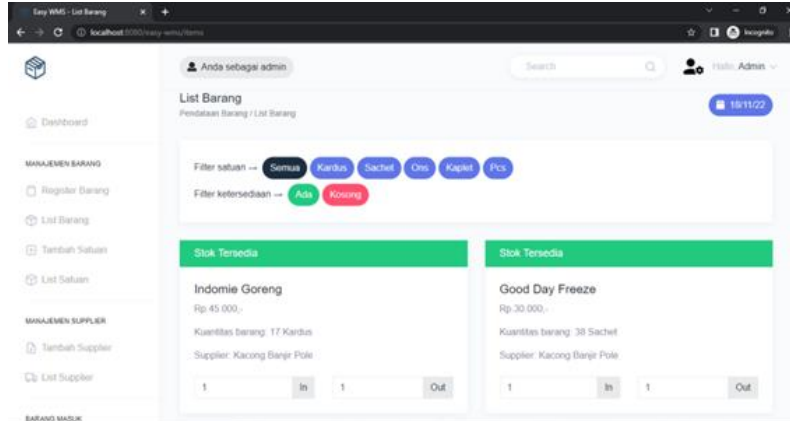 Easy WMS - List Barang
localhost:8080/easy-wms/items
Incognito
Anda sebagai admin
Search
Hallo, Admin
List Barang
Pendataan Barang / List Barang
18/11/22
Dashboard
MANAJEMEN BARANG
Register Barang
List Barang
Tambah Satuan
List Satuan
MANAJEMEN SUPPLIER
Tambah Supplier
List Supplier
BARANG MASUK
Filter satuan → Semua Kardus Sachet Ons Kaplet Pcs
Filter ketersediaan → Ada Kosong
Stok Tersedia
Indomie Goreng
Rp.45.000,-
Kuantitas barang: 17 Kardus
Supplier: Kacong Banjir Pole
1 In 1 Out
Stok Tersedia
Good Day Freeze
Rp.30.000,-
Kuantitas barang: 38 Sachet
Supplier: Kacong Banjir Pole
1 In 1 Out